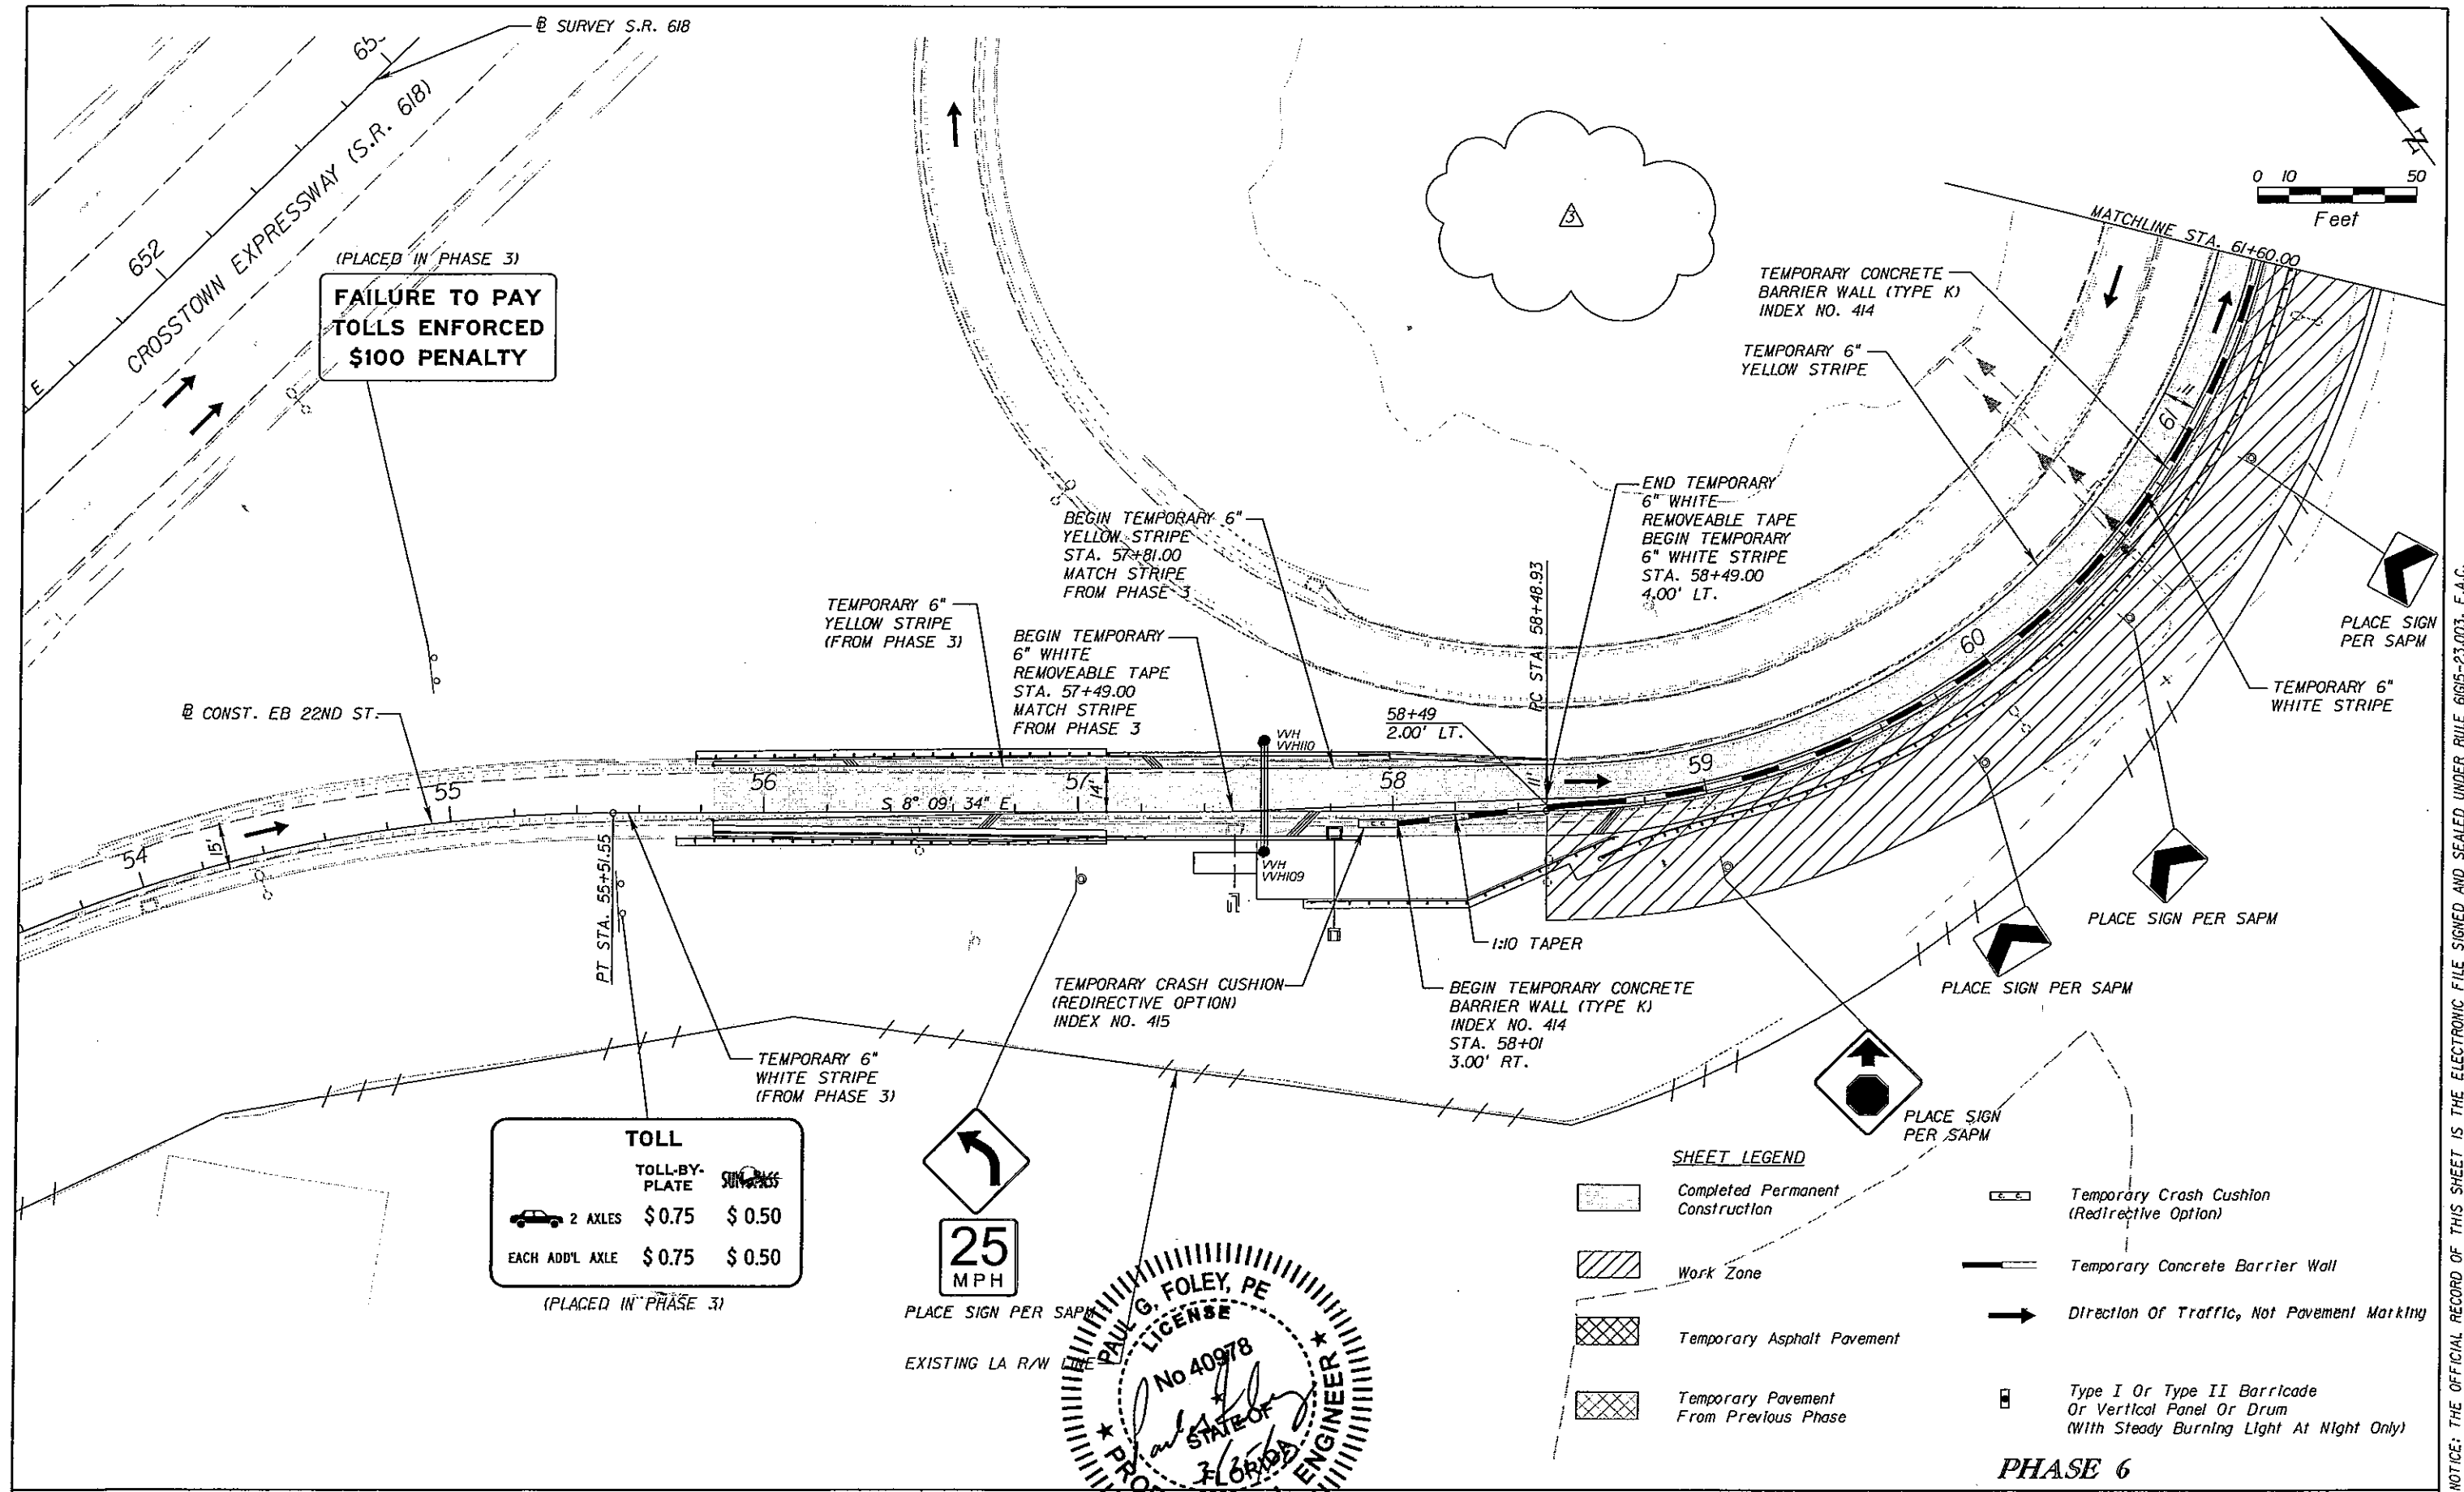 ℄ SURVEY S.R. 618
652
CROSSTOWN EXPRESSWAY (S.R. 618)
E
(PLACED IN PHASE 3)
FAILURE TO PAY
TOLLS ENFORCED
$100 PENALTY
3
0 10 50
Feet
MATCHLINE STA. 61+60.00
TEMPORARY CONCRETE
BARRIER WALL (TYPE K)
INDEX NO. 414
TEMPORARY 6"
YELLOW STRIPE
END TEMPORARY
6" WHITE
REMOVEABLE TAPE
BEGIN TEMPORARY
6" WHITE STRIPE
STA. 58+49.00
4.00' LT.
BEGIN TEMPORARY 6"
YELLOW STRIPE
STA. 57+81.00
MATCH STRIPE
FROM PHASE 3
TEMPORARY 6"
YELLOW STRIPE
(FROM PHASE 3)
BEGIN TEMPORARY
6" WHITE
REMOVEABLE TAPE
STA. 57+49.00
MATCH STRIPE
FROM PHASE 3
PC STA. 58+48.93
58+49
2.00' LT.
VVH
VVH110
VVH
VVH109
℄ CONST. EB 22ND ST.
54
55
56
57
58
59
60
61
15'
14'
11'
11'
S 8° 09' 34" E
PT STA. 55+51.55
PLACE SIGN
PER SAPM
TEMPORARY 6"
WHITE STRIPE
PLACE SIGN PER SAPM
PLACE SIGN PER SAPM
PLACE SIGN
PER SAPM
1:10 TAPER
TEMPORARY CRASH CUSHION
(REDIRECTIVE OPTION)
INDEX NO. 415
BEGIN TEMPORARY CONCRETE
BARRIER WALL (TYPE K)
INDEX NO. 414
STA. 58+01
3.00' RT.
TEMPORARY 6"
WHITE STRIPE
(FROM PHASE 3)
TOLL
TOLL-BY-
PLATE SUNPASS
2 AXLES $0.75 $0.50
EACH ADD'L AXLE $0.75 $0.50
(PLACED IN PHASE 3)
25
MPH
PLACE SIGN PER SAPM
EXISTING LA R/W LINE
PAUL G. FOLEY, PE
LICENSE
No 40978
STATE OF
FLORIDA
ENGINEER
SHEET LEGEND
Completed Permanent
Construction
Work Zone
Temporary Asphalt Pavement
Temporary Pavement
From Previous Phase
Temporary Crash Cushion
(Redirective Option)
Temporary Concrete Barrier Wall
Direction Of Traffic, Not Pavement Marking
Type I Or Type II Barricade
Or Vertical Panel Or Drum
(With Steady Burning Light At Night Only)
PHASE 6
NOTICE: THE OFFICIAL RECORD OF THIS SHEET IS THE ELECTRONIC FILE SIGNED AND SEALED UNDER RULE 61G15-23.003, F.A.C.